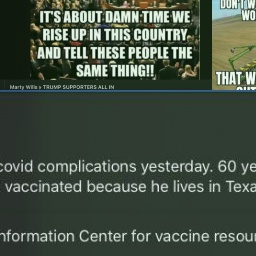 DON'T W
WO
IT'S ABOUT DAMN TIME WE
RISE UP IN THIS COUNTRY
AND TELL THESE PEOPLE THE
SAME THING!!
THAT W
Marty Wills ▸ TRUMP SUPPORTERS ALL IN
covid complications yesterday. 60 ye
vaccinated because he lives in Texa
nformation Center for vaccine resou